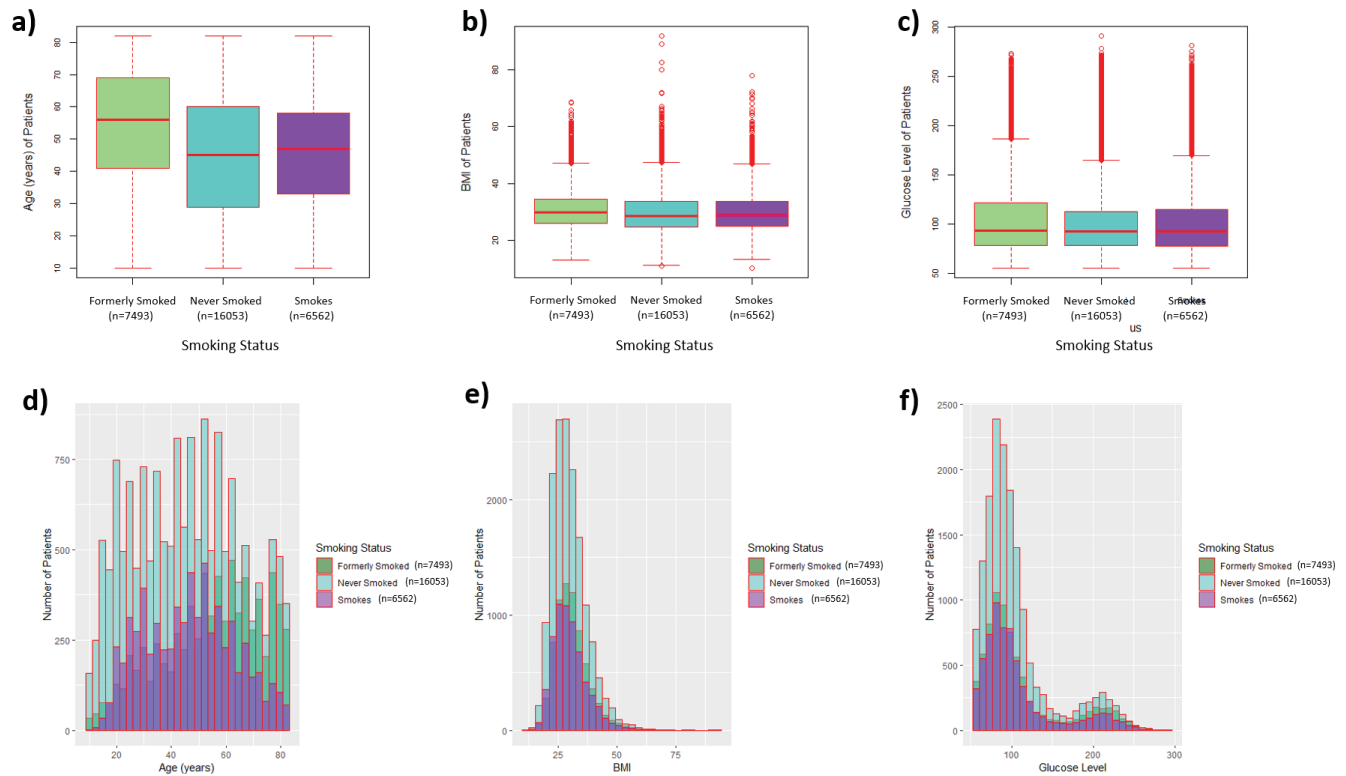 a)
Age (years) of Patients
80
70
60
50
40
30
20
10
Formerly Smoked
(n=7493)
Never Smoked
(n=16053)
Smokes
(n=6562)
Smoking Status
b)
BMI of Patients
80
60
40
20
Formerly Smoked
(n=7493)
Never Smoked
(n=16053)
Smokes
(n=6562)
Smoking Status
c)
Glucose Level of Patients
300
250
200
150
100
50
Formerly Smoked
(n=7493)
Never Smoked
(n=16053)
Smokes
(n=6562)
us
Smoking Status
d)
Number of Patients
750
500
250
0
20 40 60 80
Age (years)
Smoking Status
Formerly Smoked (n=7493)
Never Smoked (n=16053)
Smokes (n=6562)
e)
Number of Patients
2000
1000
0
25 50 75
BMI
Smoking Status
Formerly Smoked (n=7493)
Never Smoked (n=16053)
Smokes (n=6562)
f)
Number of Patients
2500
2000
1500
1000
500
0
100 200 300
Glucose Level
Smoking Status
Formerly Smoked (n=7493)
Never Smoked (n=16053)
Smokes (n=6562)